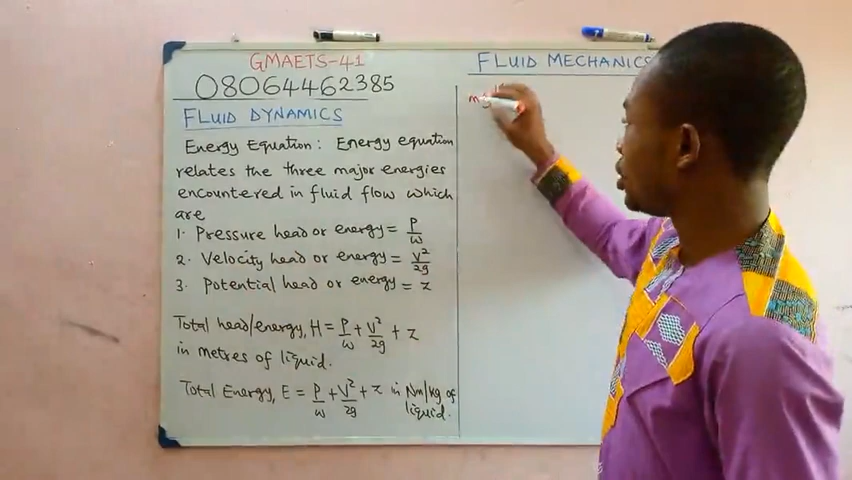 GMAETS-41
08064462385
FLUID DYNAMICS
Energy Equation: Energy equation
relates the three major energies
encountered in fluid flow which
are
1. Pressure head or energy = P/w
2. Velocity head or energy = V²/2g
3. Potential head or energy = z
Total head/energy, H = P/w + V²/2g + z
in metres of liquid.
Total Energy, E = P/w + V²/2g + z in Nm/kg of
liquid.
FLUID MECHANICS